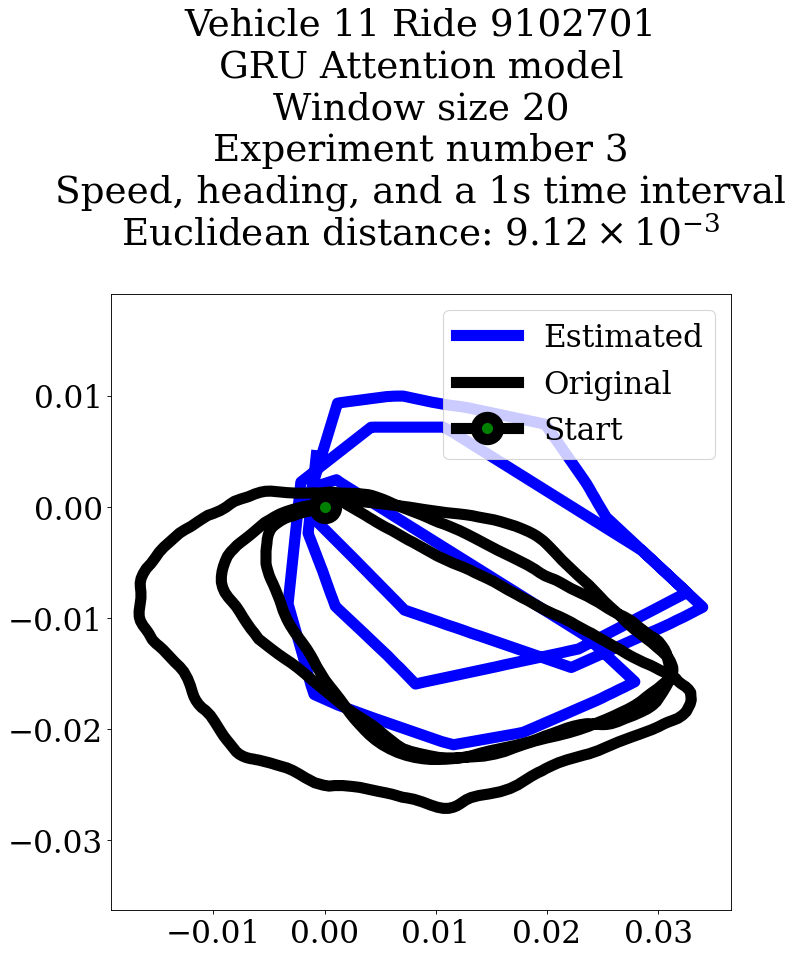 Vehicle 11 Ride 9102701
GRU Attention model
Window size 20
Experiment number 3
Speed, heading, and a 1s time interval
Euclidean distance: 9.12 × 10⁻³
Estimated
Original
Start
0.01
0.00
−0.01
−0.02
−0.03
−0.01 0.00 0.01 0.02 0.03